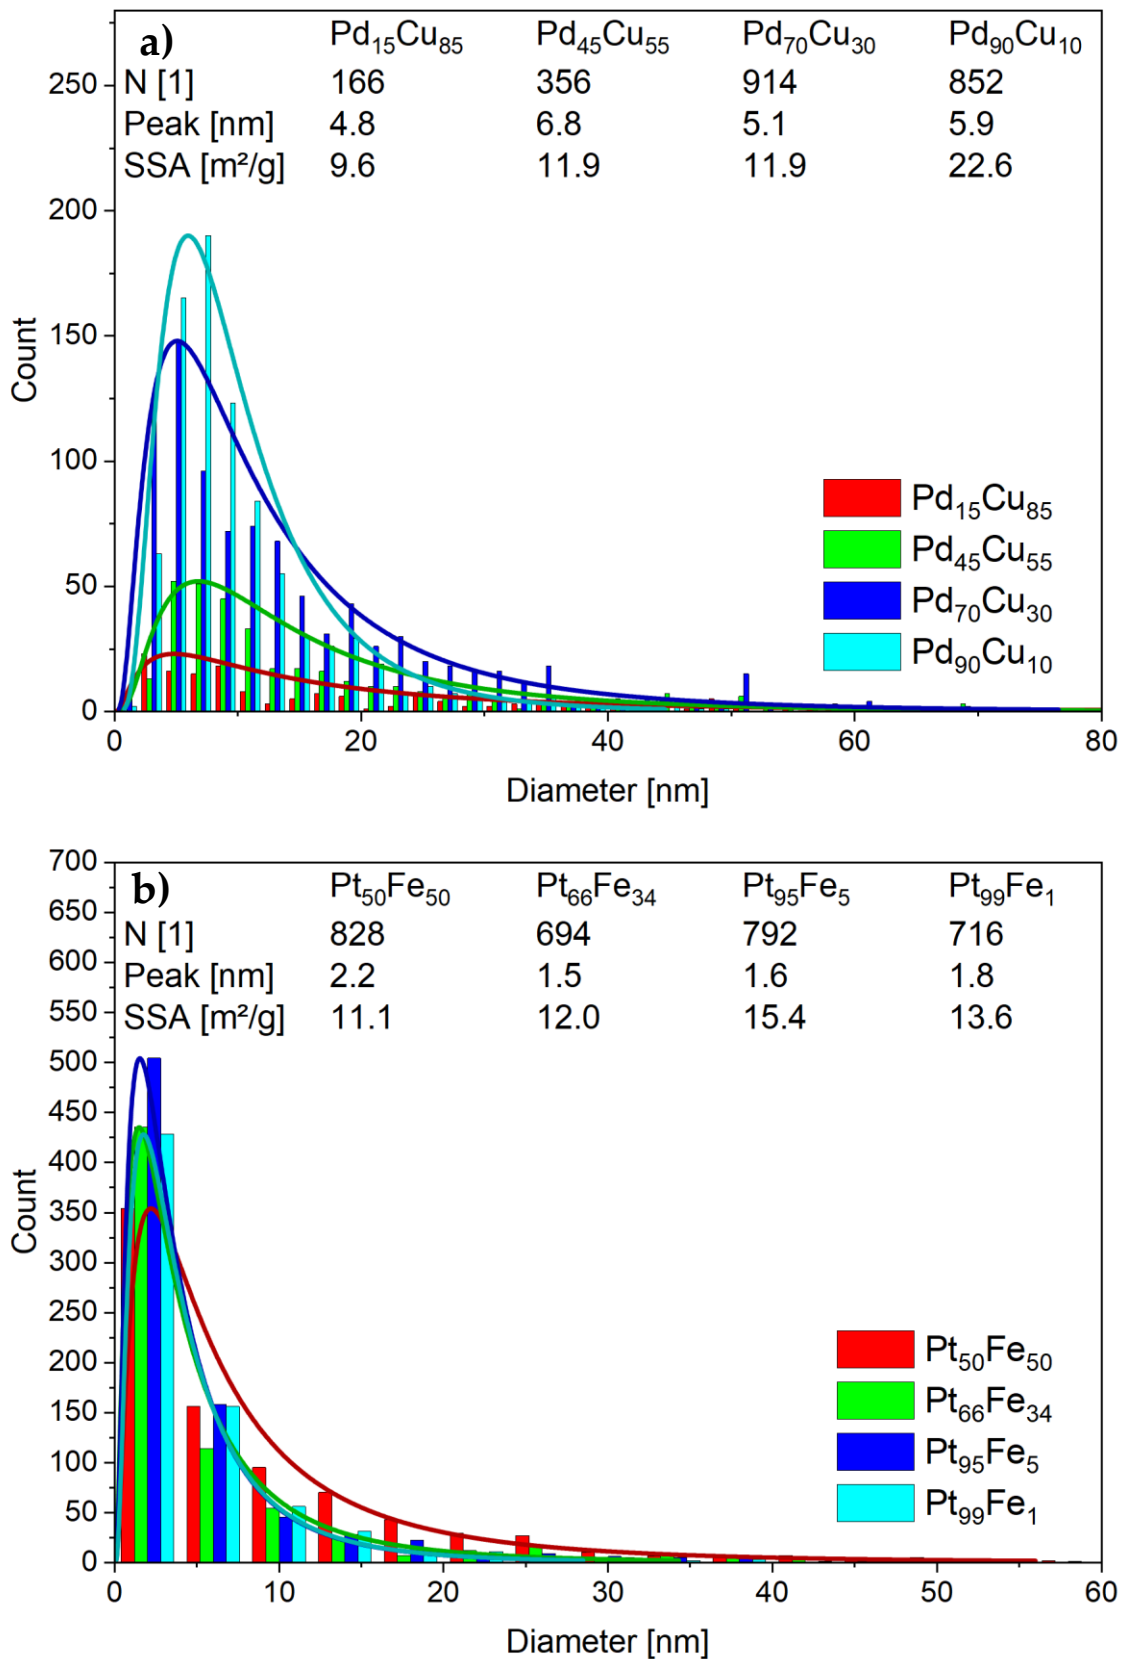 a)
Pd₁₅Cu₈₅ Pd₄₅Cu₅₅ Pd₇₀Cu₃₀ Pd₉₀Cu₁₀
N [1] 166 356 914 852
Peak [nm] 4.8 6.8 5.1 5.9
SSA [m²/g] 9.6 11.9 11.9 22.6
250
200
150
100
50
0
Count
Pd₁₅Cu₈₅
Pd₄₅Cu₅₅
Pd₇₀Cu₃₀
Pd₉₀Cu₁₀
0 20 40 60 80
Diameter [nm]
b)
Pt₅₀Fe₅₀ Pt₆₆Fe₃₄ Pt₉₅Fe₅ Pt₉₉Fe₁
N [1] 828 694 792 716
Peak [nm] 2.2 1.5 1.6 1.8
SSA [m²/g] 11.1 12.0 15.4 13.6
700
650
600
550
500
450
400
350
300
250
200
150
100
50
0
Count
Pt₅₀Fe₅₀
Pt₆₆Fe₃₄
Pt₉₅Fe₅
Pt₉₉Fe₁
0 10 20 30 40 50 60
Diameter [nm]